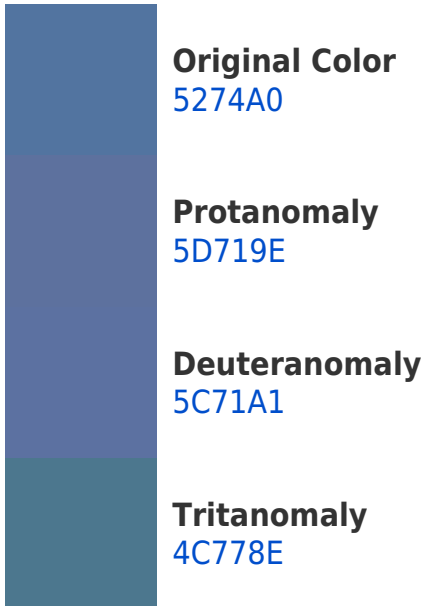 Original Color
5274A0
Protanomaly
5D719E
Deuteranomaly
5C71A1
Tritanomaly
4C778E